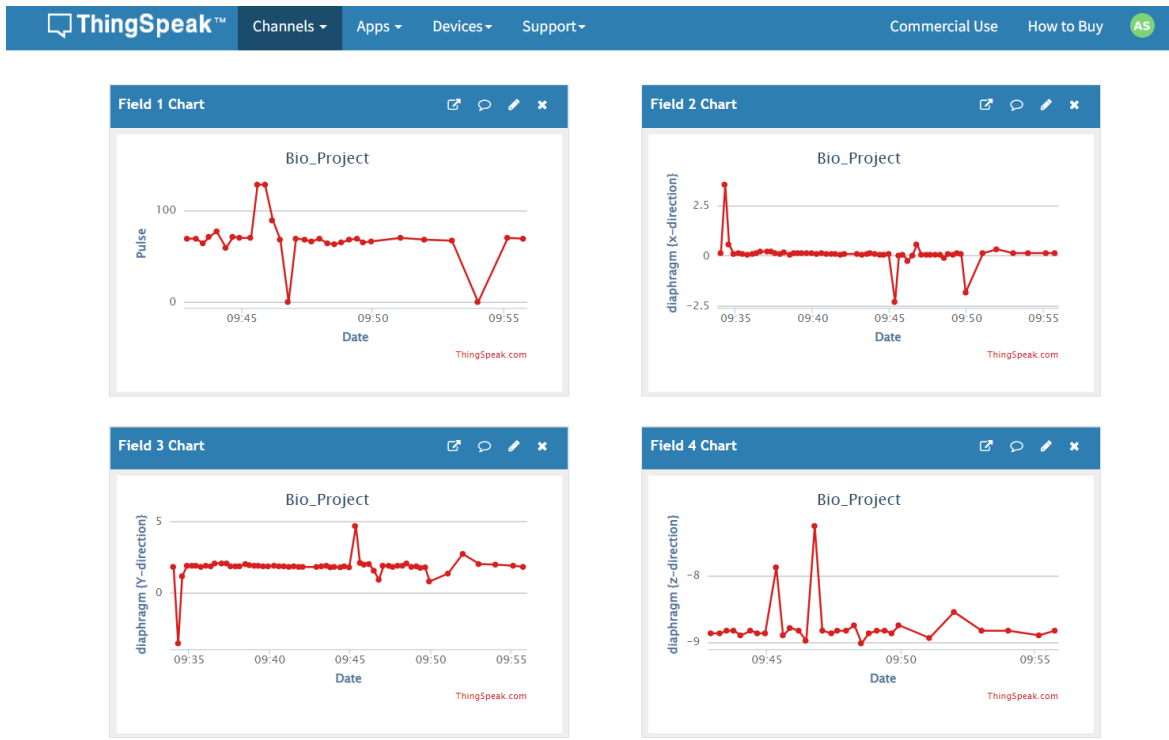 ThingSpeak™ Channels Apps Devices Support Commercial Use How to Buy AS
Field 1 Chart
Bio_Project
Pulse
100
0
09:45 09:50 09:55
Date
ThingSpeak.com
Field 2 Chart
Bio_Project
diaphragm {x-direction}
2.5
0
−2.5
09:35 09:40 09:45 09:50 09:55
Date
ThingSpeak.com
Field 3 Chart
Bio_Project
diaphragm {Y-direction}
5
0
09:35 09:40 09:45 09:50 09:55
Date
ThingSpeak.com
Field 4 Chart
Bio_Project
diaphragm {z-direction}
−8
−9
09:45 09:50 09:55
Date
ThingSpeak.com